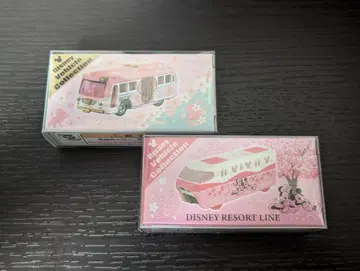 Disney
Vehicle
Collection
Disney
Vehicle
Collection
DISNEY RESORT LINE